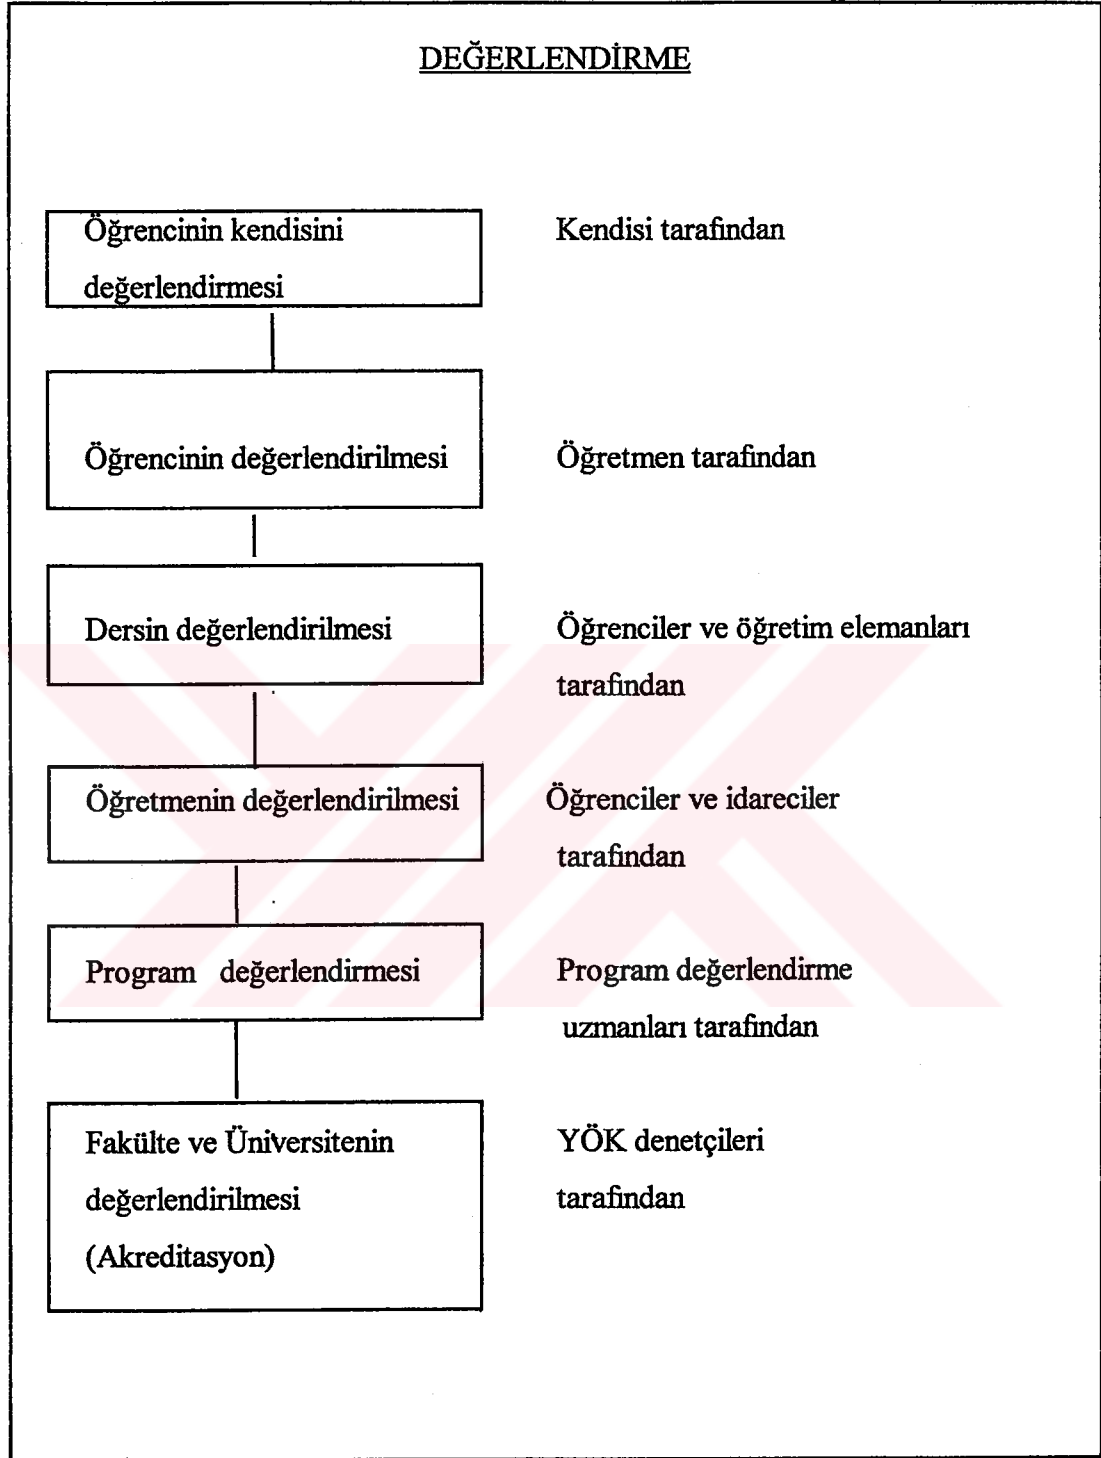 DEĞERLENDİRME
Öğrencinin kendisini
değerlendirmesi
Kendisi tarafından
Öğrencinin değerlendirilmesi
Öğretmen tarafından
Dersin değerlendirilmesi
Öğrenciler ve öğretim elemanları
tarafından
Öğretmenin değerlendirilmesi
Öğrenciler ve idareciler
tarafından
Program değerlendirmesi
Program değerlendirme
uzmanları tarafından
Fakülte ve Üniversitenin
değerlendirilmesi
(Akreditasyon)
YÖK denetçileri
tarafından